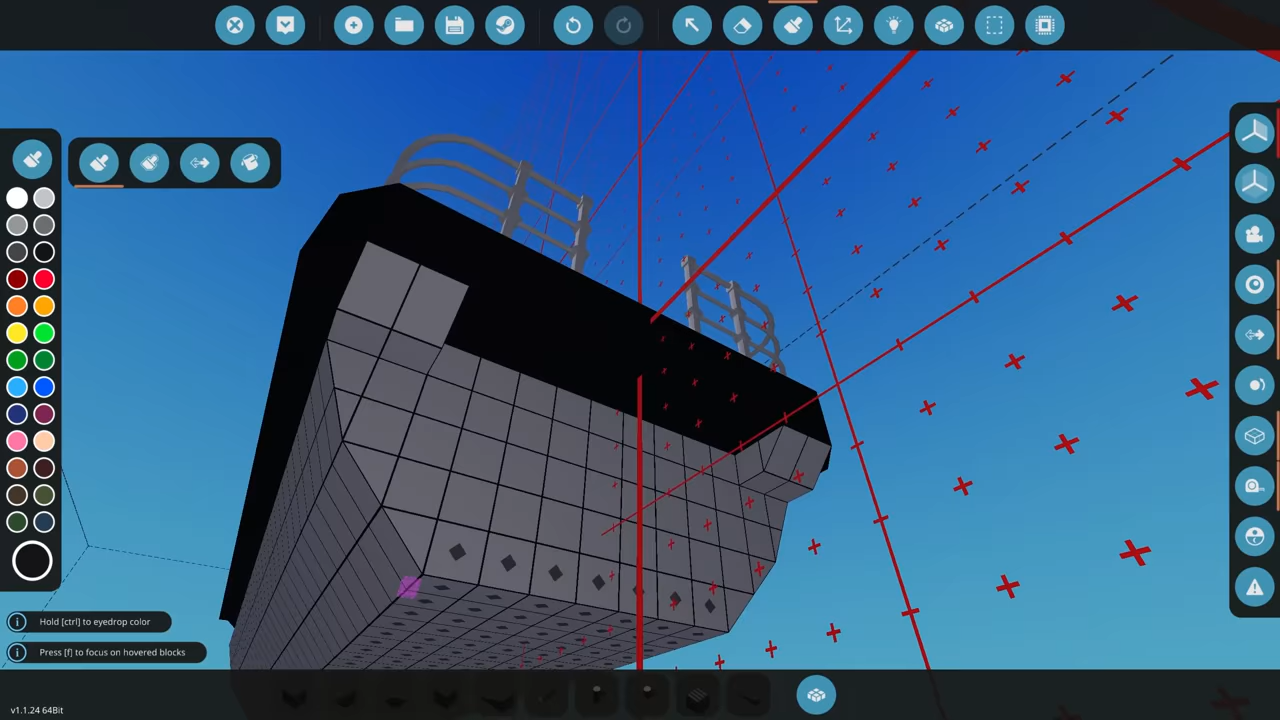 Hold [ctrl] to eyedrop color
Press [f] to focus on hovered blocks
v1.1.24 64Bit